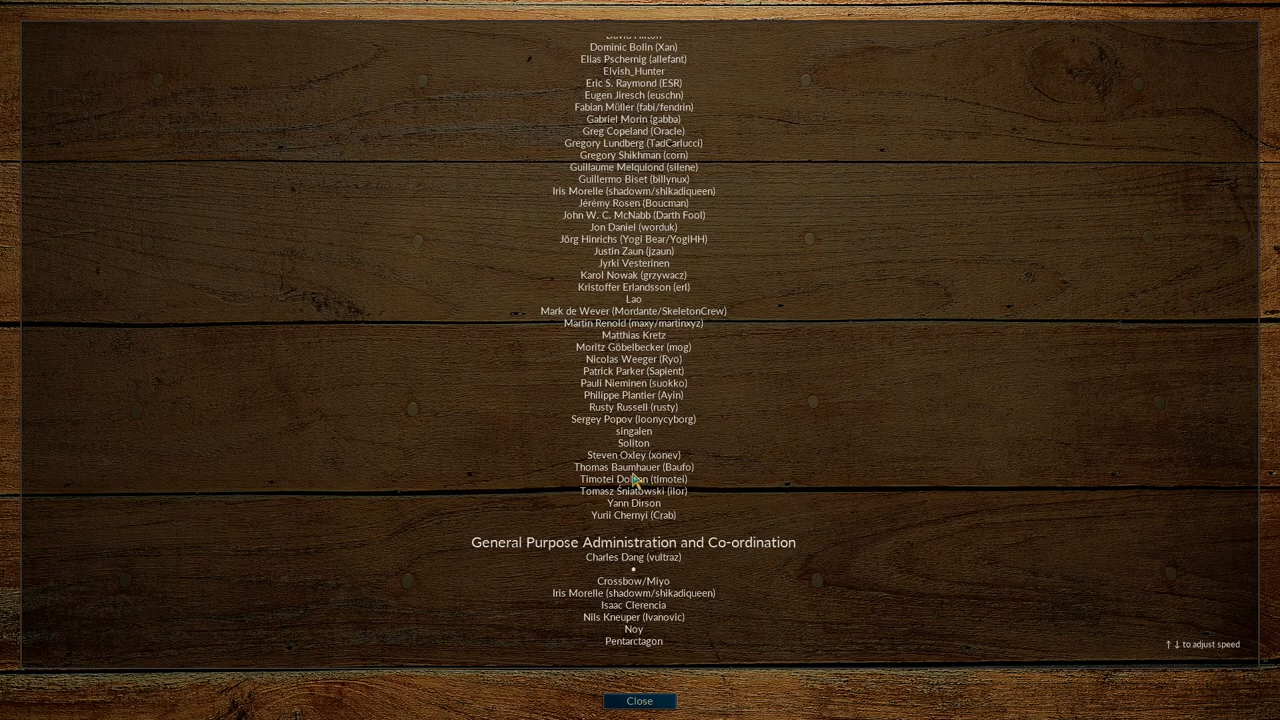 Dominic Bolin (Xan)
Elias Pschernig (allefant)
Elvish_Hunter
Eric S. Raymond (ESR)
Eugen Jiresch (euschn)
Fabian Müller (fabi/fendrin)
Gabriel Morin (gabba)
Greg Copeland (Oracle)
Gregory Lundberg (TadCarlucci)
Gregory Shikhman (corn)
Guillaume Melquiond (silene)
Guillermo Biset (billynux)
Iris Morelle (shadowm/shikadiqueen)
Jérémy Rosen (Boucman)
John W. C. McNabb (Darth Fool)
Jon Daniel (worduk)
Jörg Hinrichs (Yogi Bear/YogiHH)
Justin Zaun (jzaun)
Jyrki Vesterinen
Karol Nowak (grzywacz)
Kristoffer Erlandsson (erl)
Lao
Mark de Wever (Mordante/SkeletonCrew)
Martin Renold (maxy/martinxyz)
Matthias Kretz
Moritz Göbelbecker (mog)
Nicolas Weeger (Ryo)
Patrick Parker (Sapient)
Pauli Nieminen (suokko)
Philippe Plantier (Ayin)
Rusty Russell (rusty)
Sergey Popov (loonycyborg)
singalen
Soliton
Steven Oxley (xonev)
Thomas Baumhauer (Baufo)
Timotei (timotei)
Tomasz Śniatowski (ilor)
Yann Dirson
Yurii Chernyi (Crab)
General Purpose Administration and Co-ordination
Charles Dang (vultraz)
•
Crossbow/Miyo
Iris Morelle (shadowm/shikadiqueen)
Isaac Clerencia
Nils Kneuper (Ivanovic)
Noy
Pentarctagon
↑ ↓ to adjust speed
Close